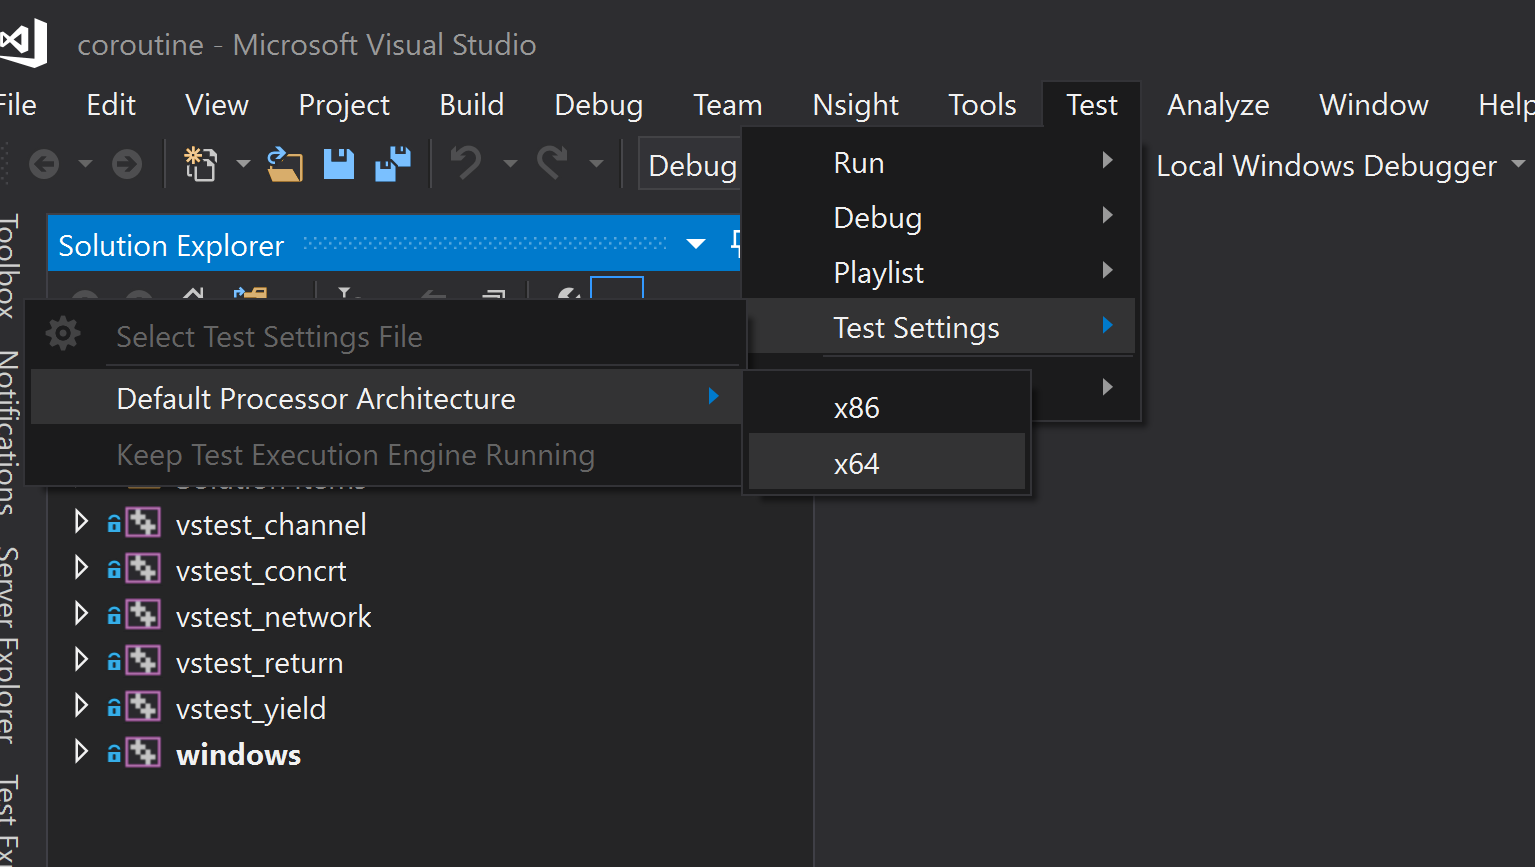 coroutine - Microsoft Visual Studio
File Edit View Project Build Debug Team Nsight Tools Test Analyze Window Help
Debug
Local Windows Debugger
Run
Debug
Playlist
Test Settings
Solution Explorer
Select Test Settings File
Default Processor Architecture
Keep Test Execution Engine Running
x86
x64
Solution Items
vstest_channel
vstest_concrt
vstest_network
vstest_return
vstest_yield
windows
Toolbox
Notifications
Server Explorer
Test Ex